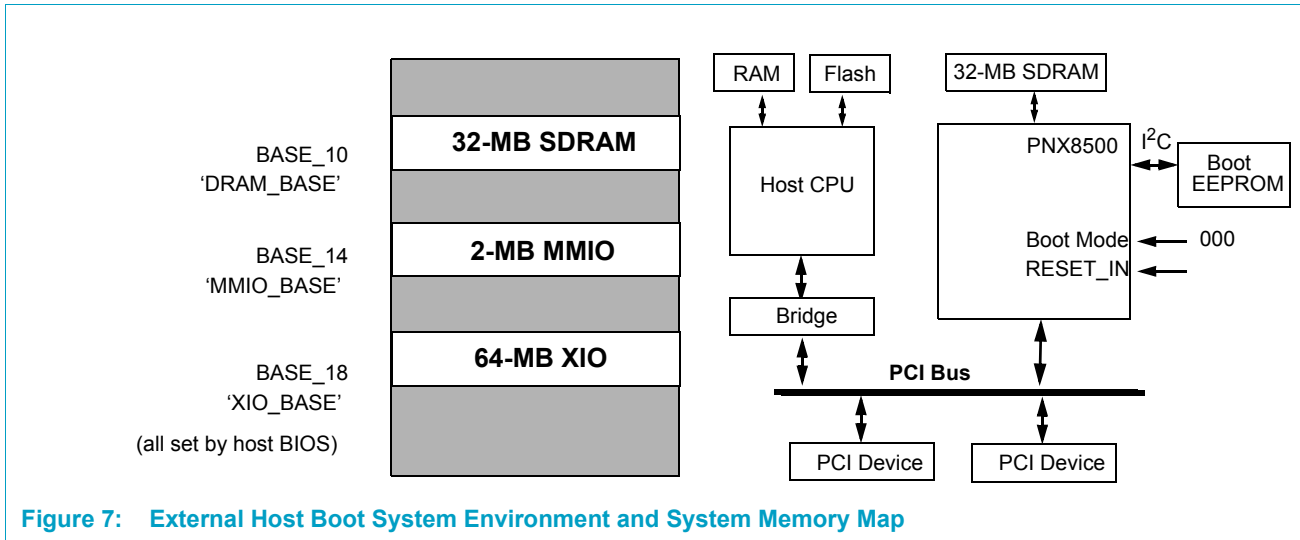 BASE_10
‘DRAM_BASE’
BASE_14
‘MMIO_BASE’
BASE_18
‘XIO_BASE’
(all set by host BIOS)
32-MB SDRAM
2-MB MMIO
64-MB XIO
RAM
Flash
Host CPU
Bridge
32-MB SDRAM
PNX8500
I²C
Boot
EEPROM
Boot Mode
000
RESET_IN
PCI Bus
PCI Device
PCI Device
Figure 7: External Host Boot System Environment and System Memory Map